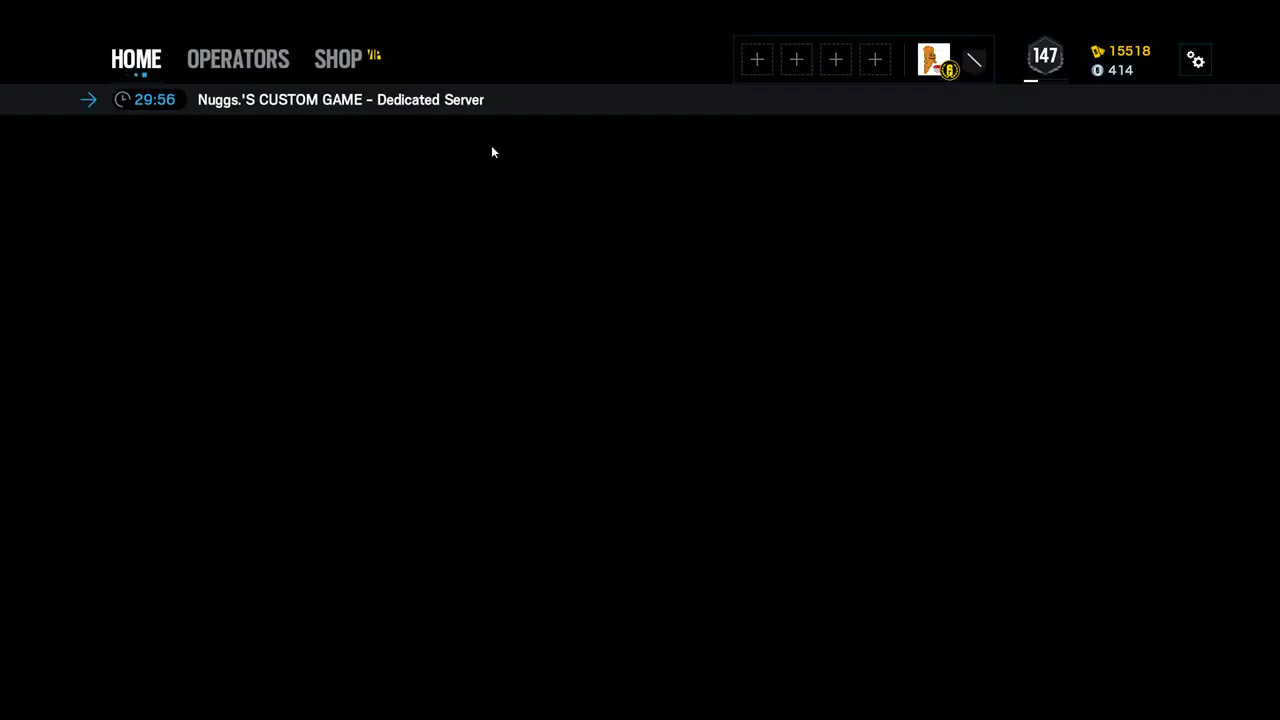 HOME OPERATORS SHOP
147
15518
414
29:56 Nuggs.'S CUSTOM GAME - Dedicated Server